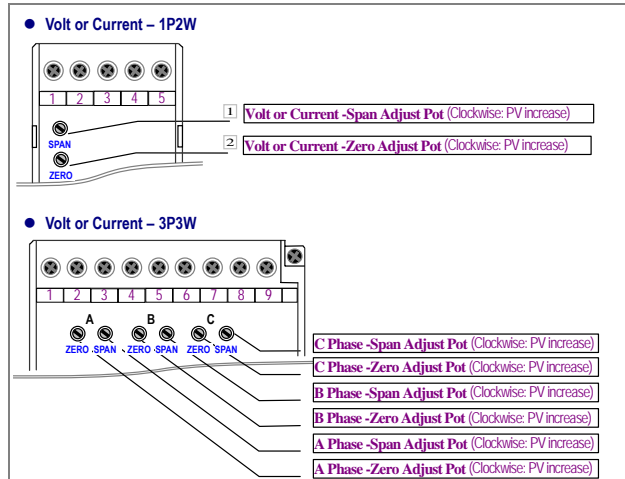 ● Volt or Current – 1P2W
1 2 3 4 5
SPAN
ZERO
1 Volt or Current -Span Adjust Pot (Clockwise: PV increase)
2 Volt or Current -Zero Adjust Pot (Clockwise: PV increase)
● Volt or Current – 3P3W
1 2 3 4 5 6 7 8 9
A B C
ZERO SPAN ZERO SPAN ZERO SPAN
C Phase -Span Adjust Pot (Clockwise: PV increase)
C Phase -Zero Adjust Pot (Clockwise: PV increase)
B Phase -Span Adjust Pot (Clockwise: PV increase)
B Phase -Zero Adjust Pot (Clockwise: PV increase)
A Phase -Span Adjust Pot (Clockwise: PV increase)
A Phase -Zero Adjust Pot (Clockwise: PV increase)